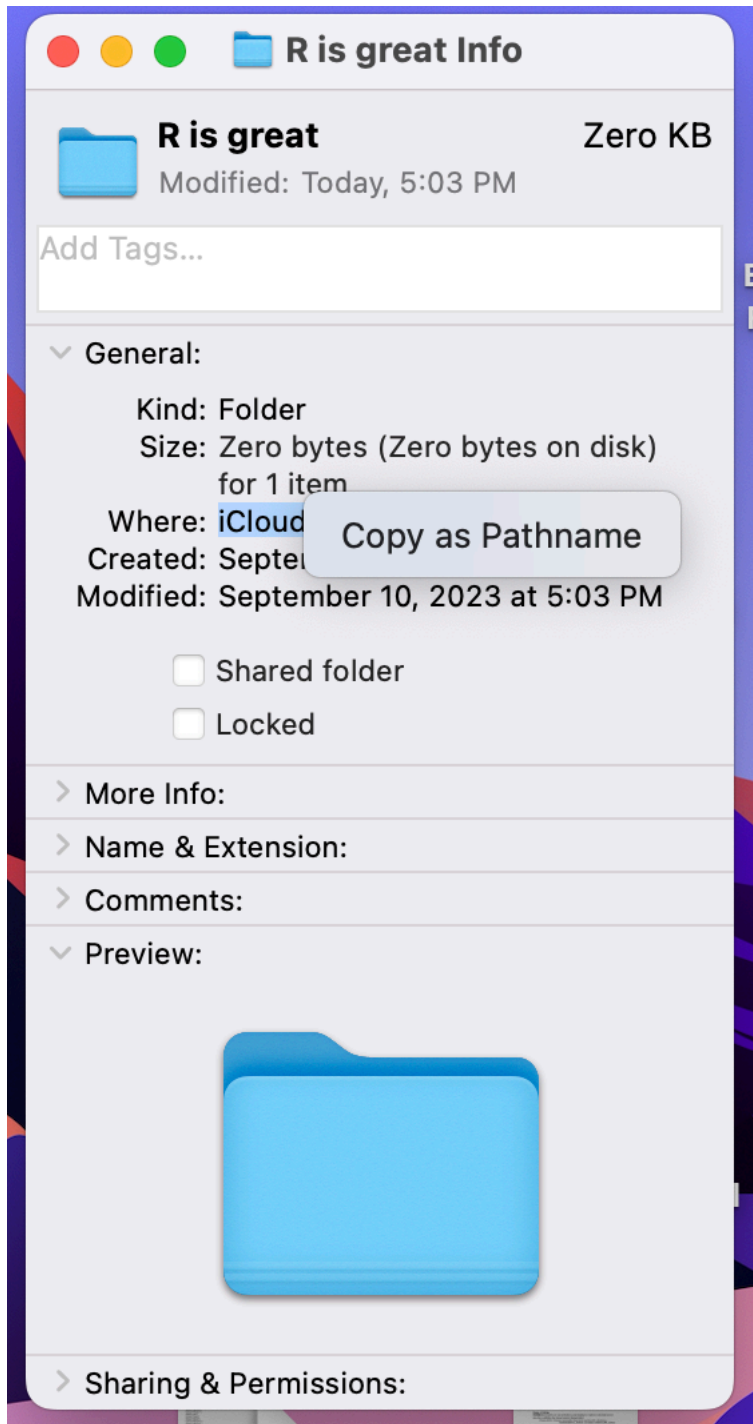 R is great Info
R is great Zero KB
Modified: Today, 5:03 PM
Add Tags...
General:
Kind: Folder
Size: Zero bytes (Zero bytes on disk)
for 1 item
Where: iCloud
Copy as Pathname
Created:
Modified: September 10, 2023 at 5:03 PM
Shared folder
Locked
More Info:
Name & Extension:
Comments:
Preview:
Sharing & Permissions: